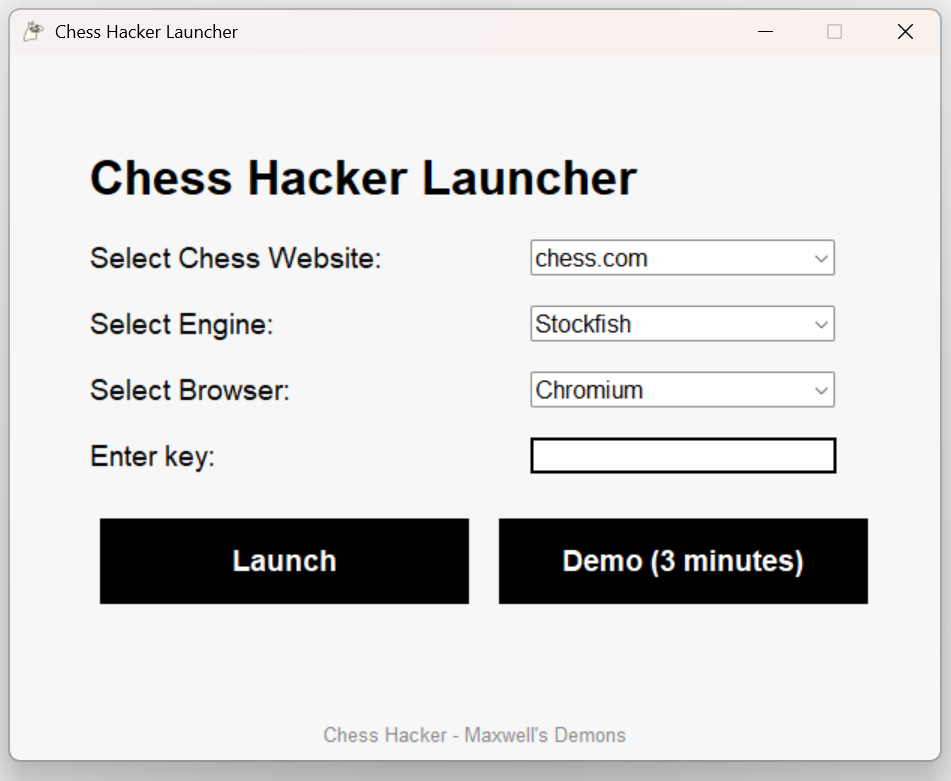 Chess Hacker Launcher
Chess Hacker Launcher
Select Chess Website: chess.com
Select Engine: Stockfish
Select Browser: Chromium
Enter key:
Launch Demo (3 minutes)
Chess Hacker - Maxwell's Demons